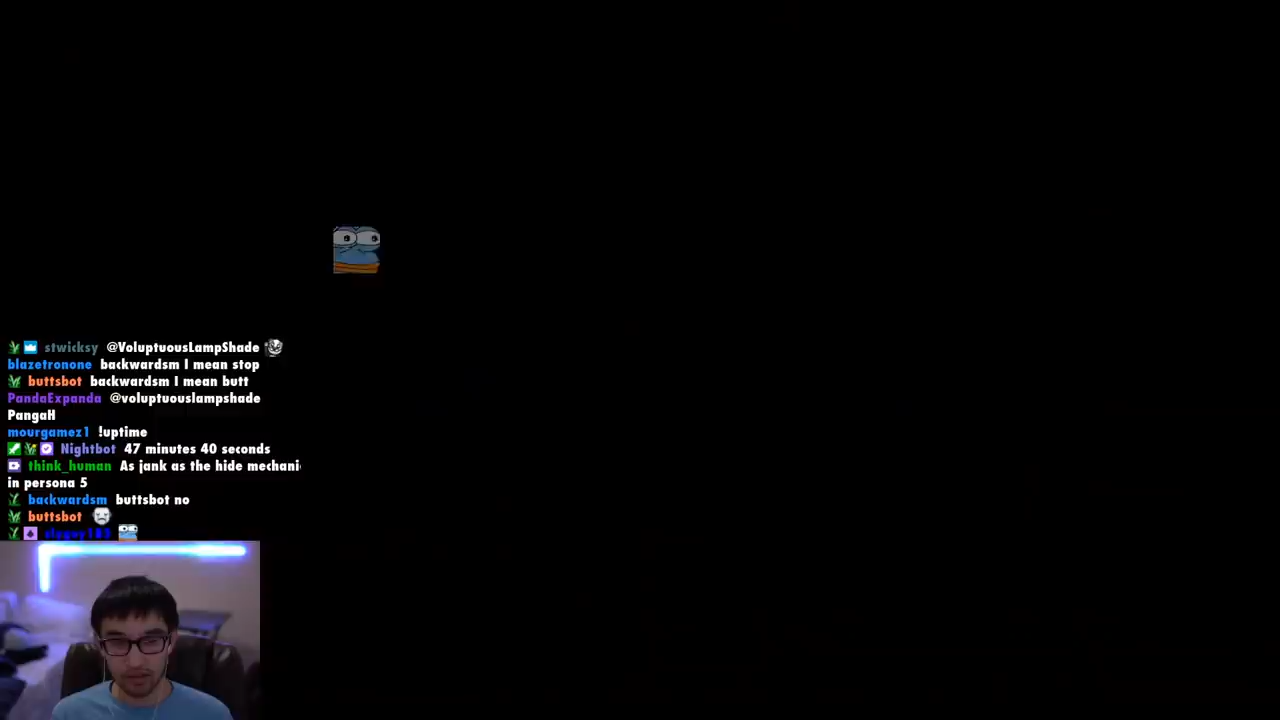 stwicksy @VoluptuousLampShade
blazetronone backwardsm I mean stop
buttsbot backwardsm I mean butt
PandaExpanda @voluptuouslampshade
PangaH
mourgamez1 !uptime
Nightbot 47 minutes 40 seconds
think_human As jank as the hide mechani
in persona 5
backwardsm buttsbot no
buttsbot